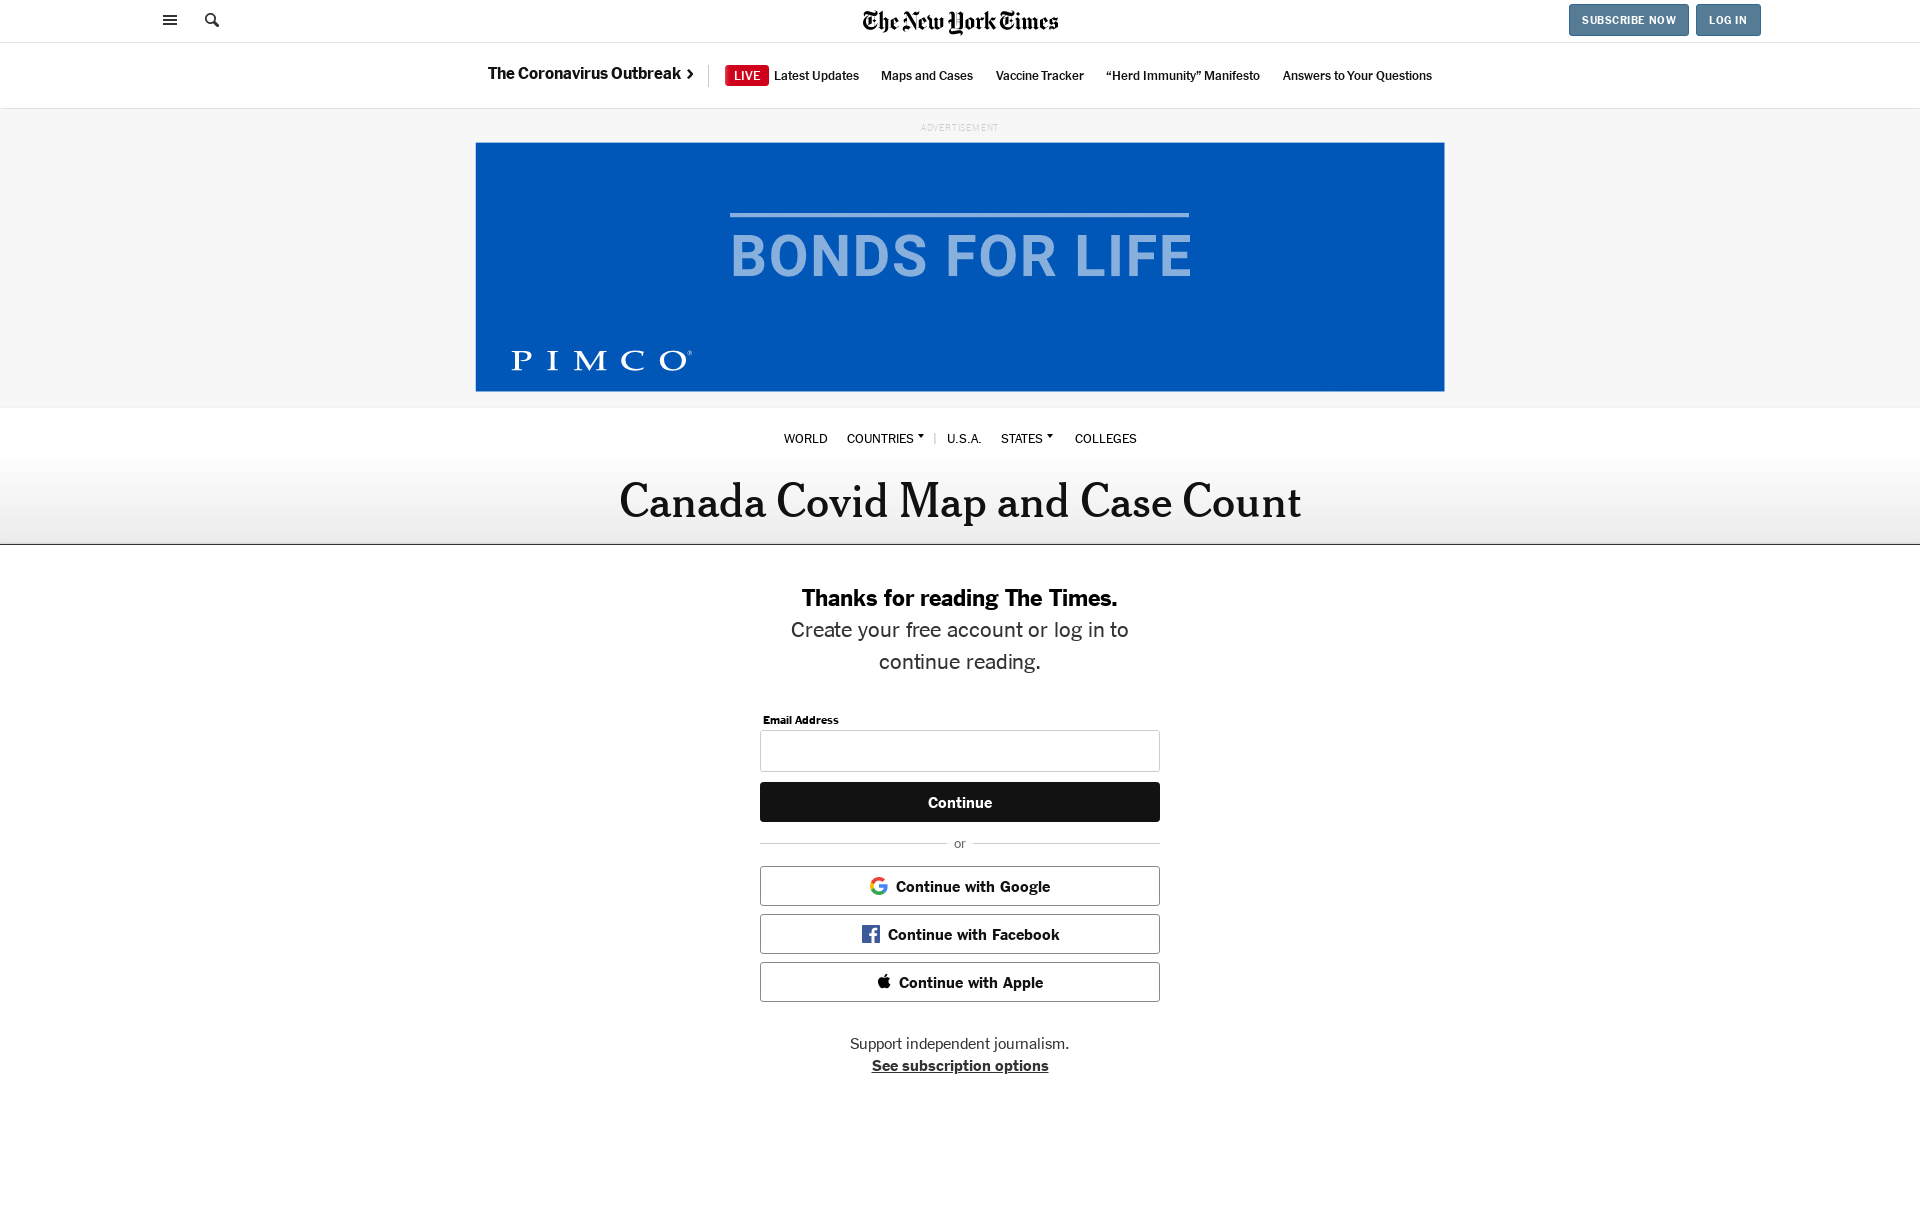 The New York Times
SUBSCRIBE NOW
LOG IN
The Coronavirus Outbreak
LIVE Latest Updates
Maps and Cases
Vaccine Tracker
“Herd Immunity” Manifesto
Answers to Your Questions
ADVERTISEMENT
BONDS FOR LIFE
PIMCO®
WORLD COUNTRIES | U.S.A. STATES COLLEGES
Canada Covid Map and Case Count
Thanks for reading The Times.
Create your free account or log in to
continue reading.
Email Address
Continue
or
Continue with Google
Continue with Facebook
Continue with Apple
Support independent journalism.
See subscription options